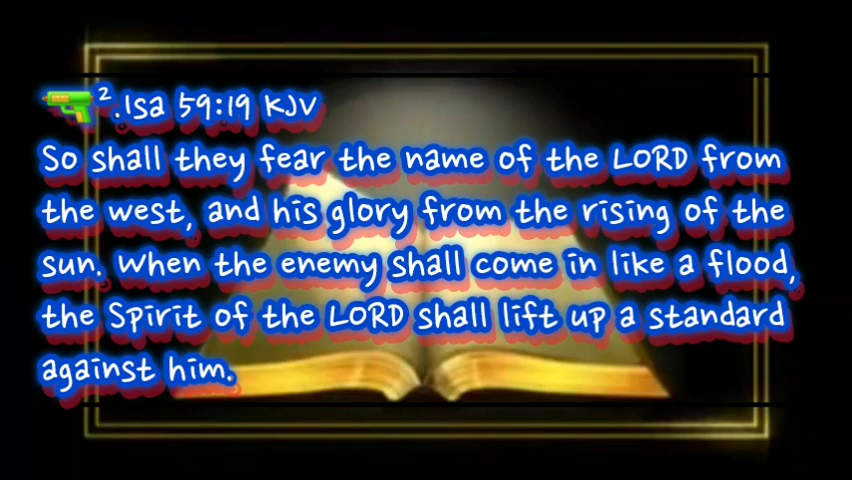 🔫².Isa 59:19 KJV
So shall they fear the name of the LORD from
the west, and his glory from the rising of the
sun. When the enemy shall come in like a flood,
the Spirit of the LORD shall lift up a standard
against him.